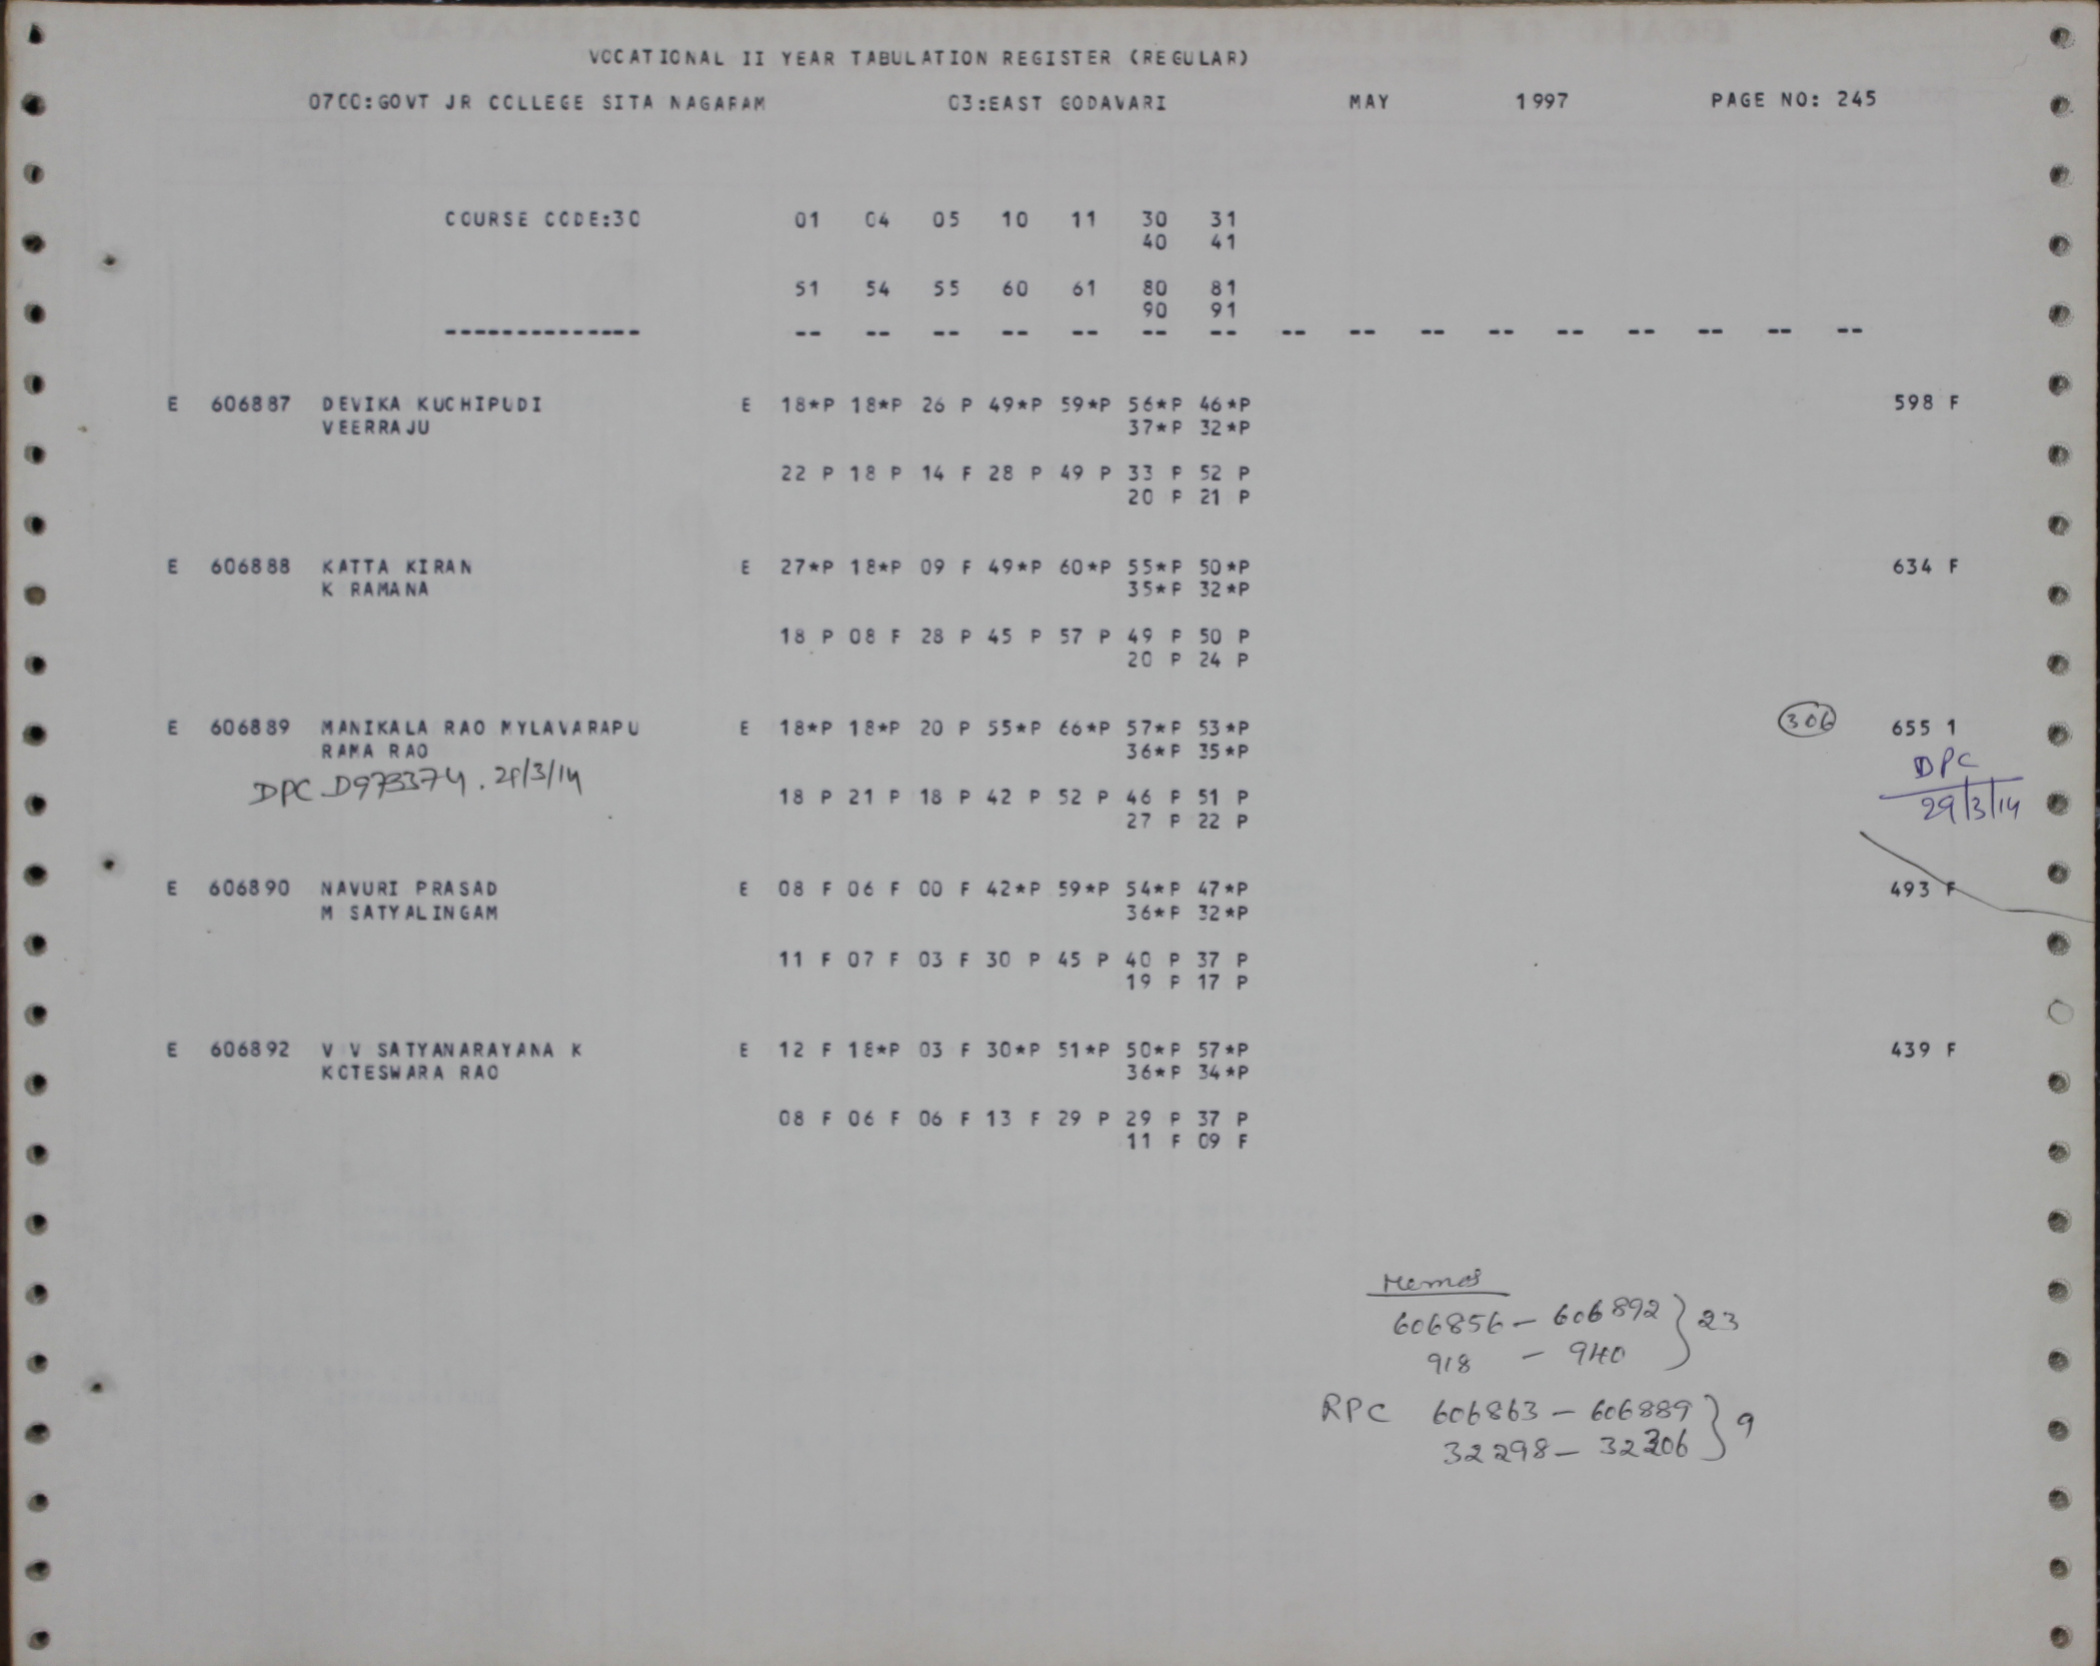 VOCATIONAL II YEAR TABULATION REGISTER (REGULAR)
0700:GOVT JR COLLEGE SITA NAGARAM 03:EAST GODAVARI MAY 1997 PAGE NO: 245
COURSE CODE:30 01 04 05 10 11 30 31
40 41
51 54 55 60 61 80 81
90 91
-------------- -- -- -- -- -- -- -- -- -- -- -- -- -- -- -- --
E 606887 DEVIKA KUCHIPUDI E 18*P 18*P 26 P 49*P 59*P 56*P 46*P 598 F
VEERRAJU 37*P 32*P
22 P 18 P 14 F 28 P 49 P 33 P 52 P
20 P 21 P
E 606888 KATTA KIRAN E 27*P 18*P 09 F 49*P 60*P 55*P 50*P 634 F
K RAMANA 35*P 32*P
18 P 08 F 28 P 45 P 57 P 49 P 50 P
20 P 24 P
E 606889 MANIKALA RAO MYLAVARAPU E 18*P 18*P 20 P 55*P 66*P 57*P 53*P 306 655 1
RAMA RAO 36*P 35*P
DPC D973374. 29/3/14 DPC
18 P 21 P 18 P 42 P 52 P 46 P 51 P 29/3/14
27 P 22 P
E 606890 NAVURI PRASAD E 08 F 06 F 00 F 42*P 59*P 54*P 47*P 493 F
M SATYALINGAM 36*P 32*P
11 F 07 F 03 F 30 P 45 P 40 P 37 P
19 P 17 P
E 606892 V V SATYANARAYANA K E 12 F 18*P 03 F 30*P 51*P 50*P 57*P 439 F
KOTESWARA RAO 36*P 34*P
08 F 06 F 06 F 13 F 29 P 29 P 37 P
11 F 09 F
Memos
606856 – 606892 } 23
918 – 940
RPC 606863 – 606889 } 9
32298 – 32306